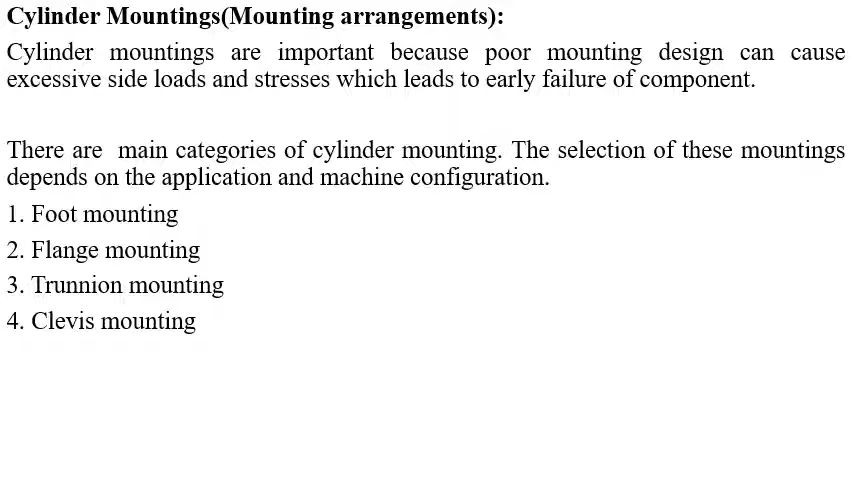 Cylinder Mountings(Mounting arrangements):
Cylinder mountings are important because poor mounting design can cause
excessive side loads and stresses which leads to early failure of component.
There are  main categories of cylinder mounting. The selection of these mountings
depends on the application and machine configuration.
1. Foot mounting
2. Flange mounting
3. Trunnion mounting
4. Clevis mounting